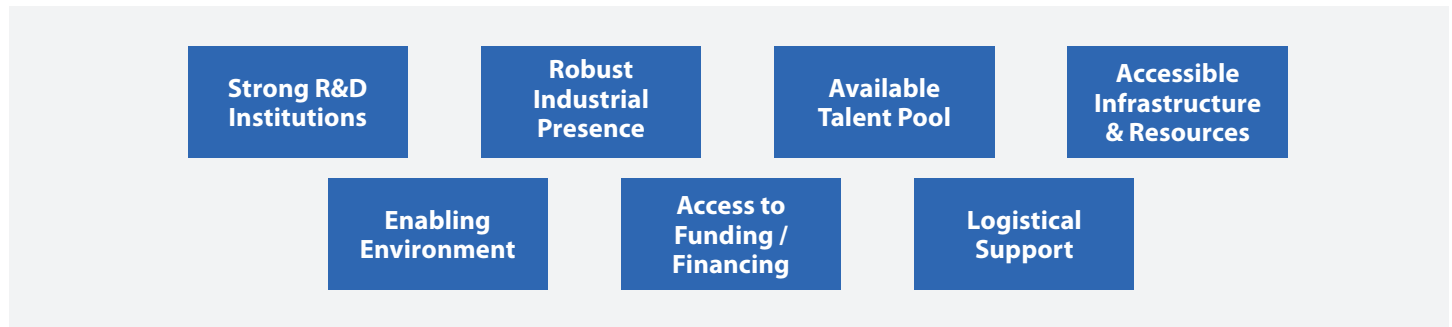 Strong R&D
Institutions
Robust
Industrial
Presence
Available
Talent Pool
Accessible
Infrastructure
& Resources
Enabling
Environment
Access to
Funding /
Financing
Logistical
Support